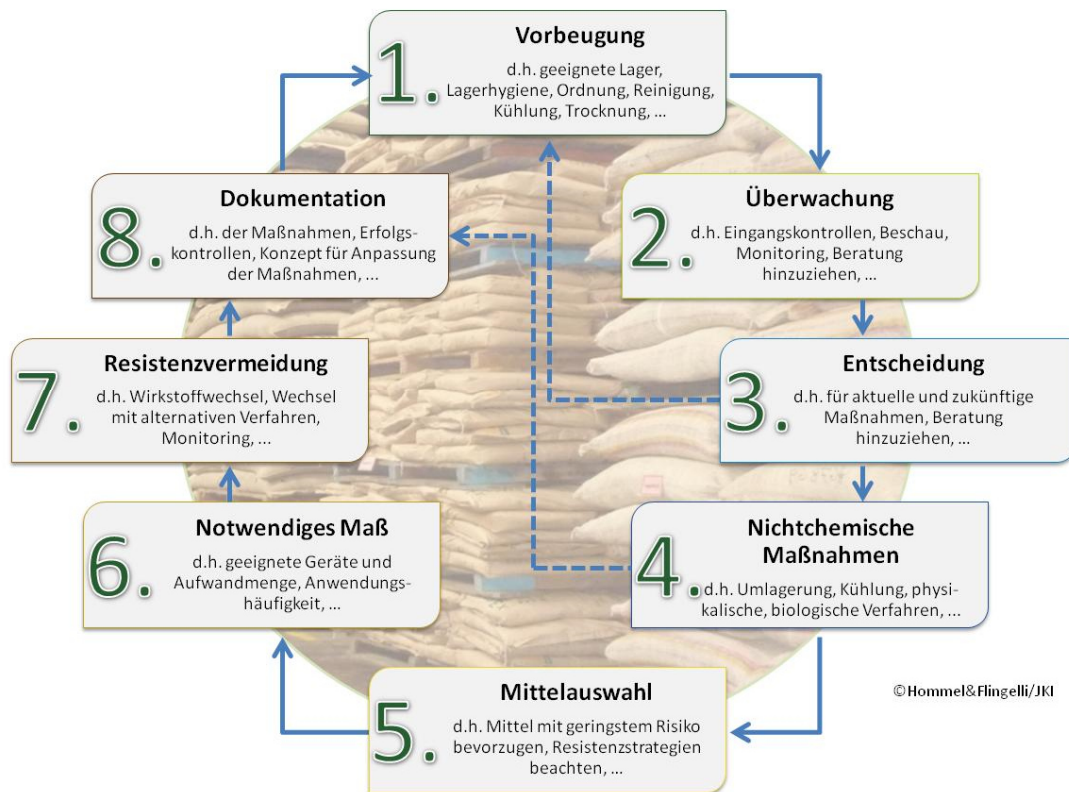 1.
Vorbeugung
d.h. geeignete Lager,
Lagerhygiene, Ordnung, Reinigung,
Kühlung, Trocknung, ...
2.
Überwachung
d.h. Eingangskontrollen, Beschau,
Monitoring, Beratung
hinzuziehen, ...
3.
Entscheidung
d.h. für aktuelle und zukünftige
Maßnahmen, Beratung
hinzuziehen, ...
4.
Nichtchemische
Maßnahmen
d.h. Umlagerung, Kühlung, physi-
kalische, biologische Verfahren, ...
5.
Mittelauswahl
d.h. Mittel mit geringstem Risiko
bevorzugen, Resistenzstrategien
beachten, ...
6.
Notwendiges Maß
d.h. geeignete Geräte und
Aufwandmenge, Anwendungs-
häufigkeit, ...
7.
Resistenzvermeidung
d.h. Wirkstoffwechsel, Wechsel
mit alternativen Verfahren,
Monitoring, ...
8.
Dokumentation
d.h. der Maßnahmen, Erfolgs-
kontrollen, Konzept für Anpassung
der Maßnahmen, ...
©Hommel&Flingelli/JKI